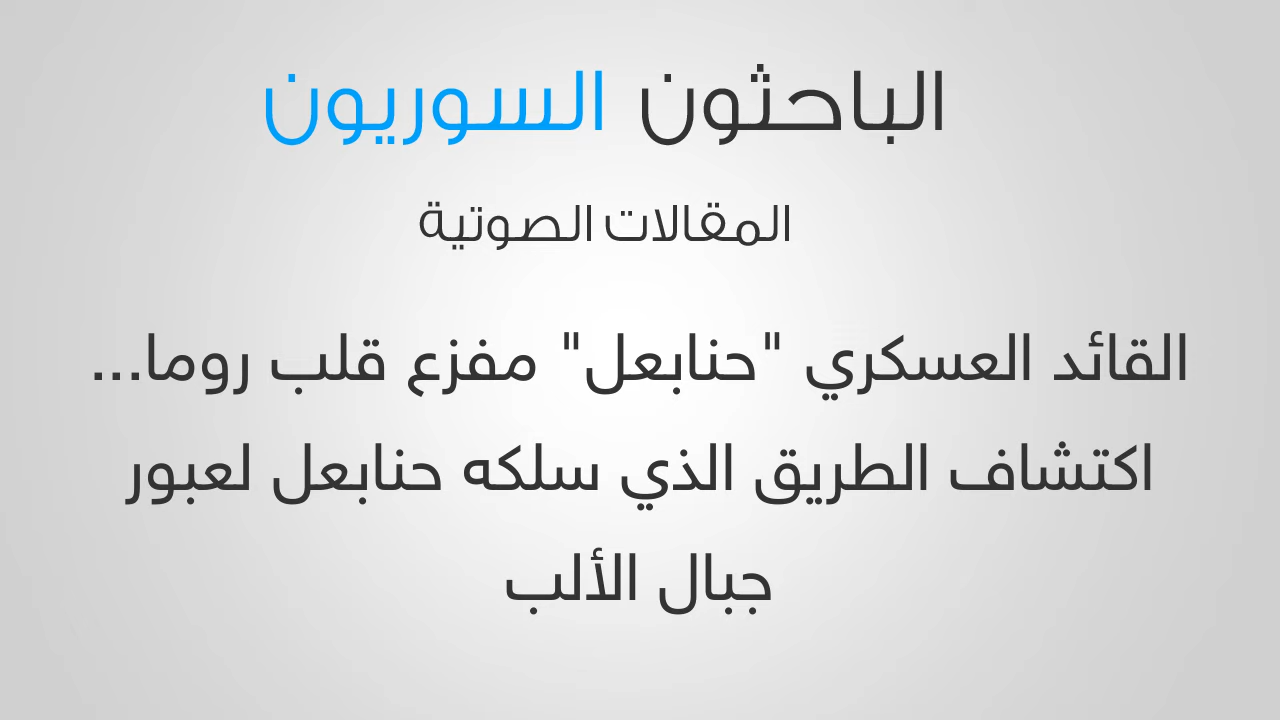 الباحثون السوريون
المقالات الصوتية
القائد العسكري "حنابعل" مفزع قلب روما...
اكتشاف الطريق الذي سلكه حنابعل لعبور
جبال الألب